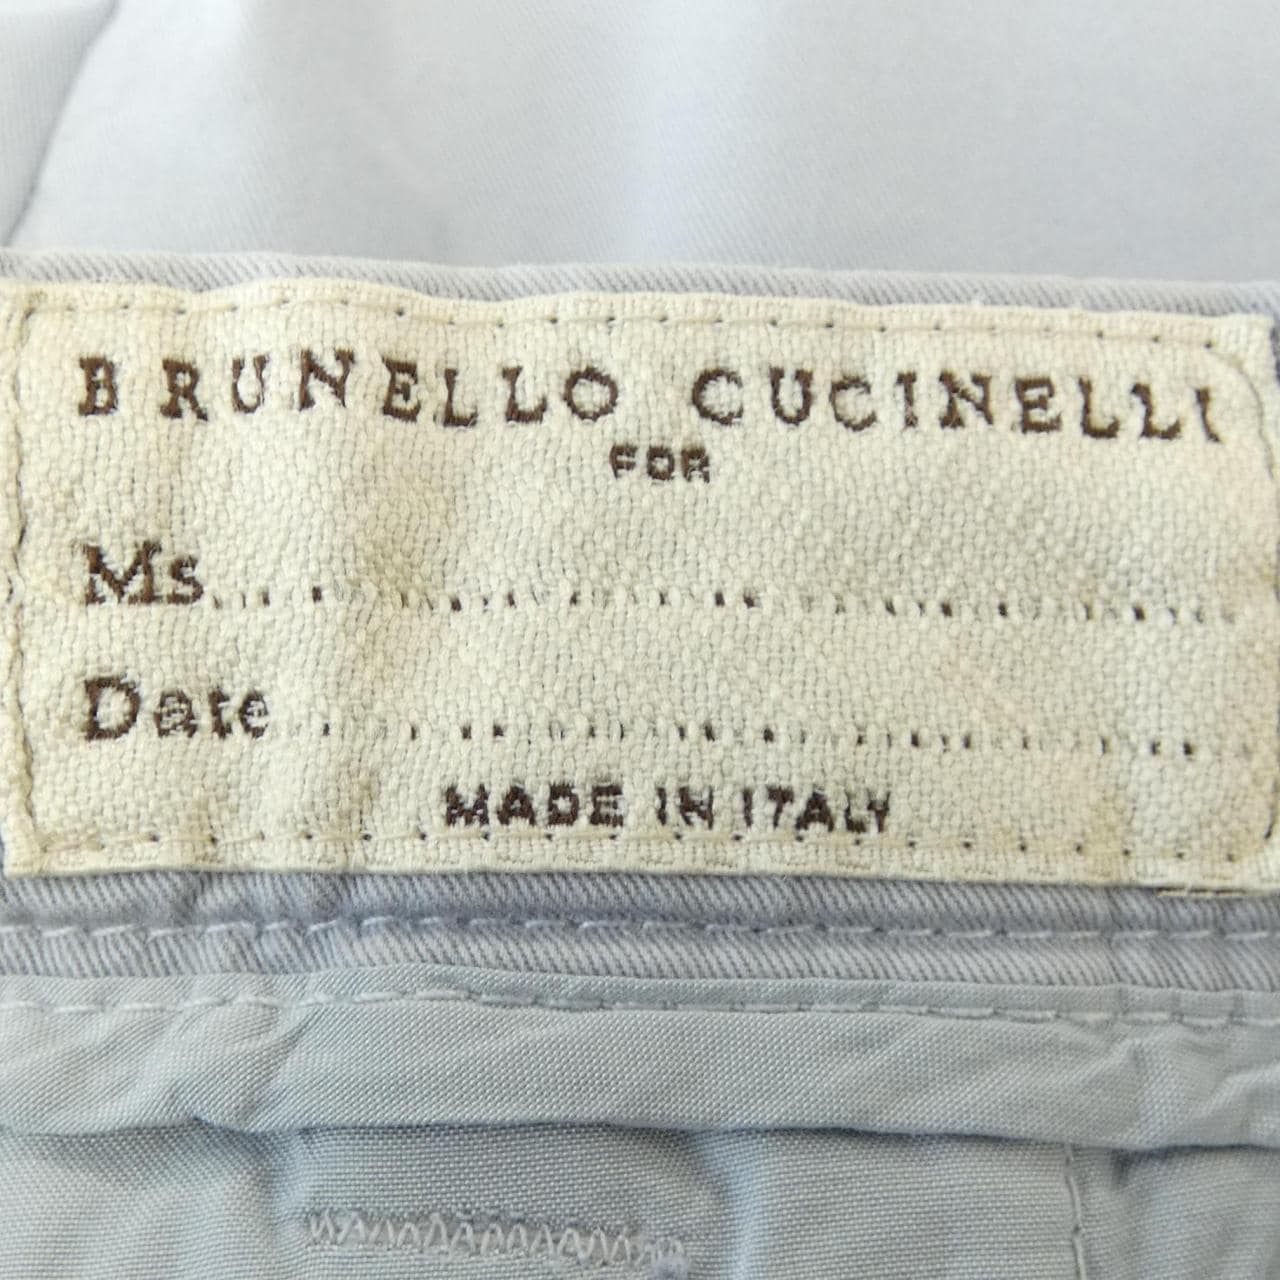 BRUNELLO CUCINELLI
FOR
Ms..............................
Date..............................
MADE IN ITALY